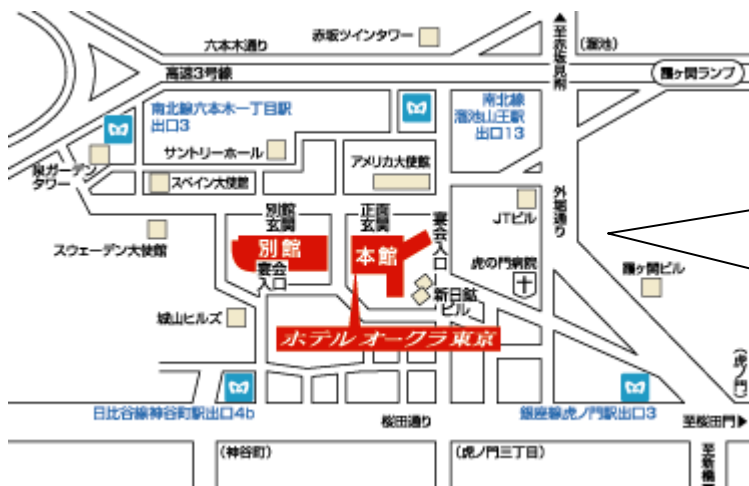 赤坂ツインタワー
六本木通り
▲至赤坂見附
(溜池)
高速3号線
霞ヶ関ランプ
南北線六本木一丁目駅
出口3
南北線
溜池山王駅
出口13
サントリーホール
アメリカ大使館
泉ガーデン
タワー
スペイン大使館
別館
玄関
正面
玄関
宴会
入口
JTビル
外堀通り
スウェーデン大使館
別館
宴会
入口
本館
虎の門病院
霞ヶ関ビル
新日鉱
ビル
城山ヒルズ
ホテルオークラ東京
(虎ノ門)
日比谷線神谷町駅出口4b
桜田通り
銀座線虎ノ門駅出口3
至桜田門▶
(神谷町)
(虎ノ門三丁目)
至新橋